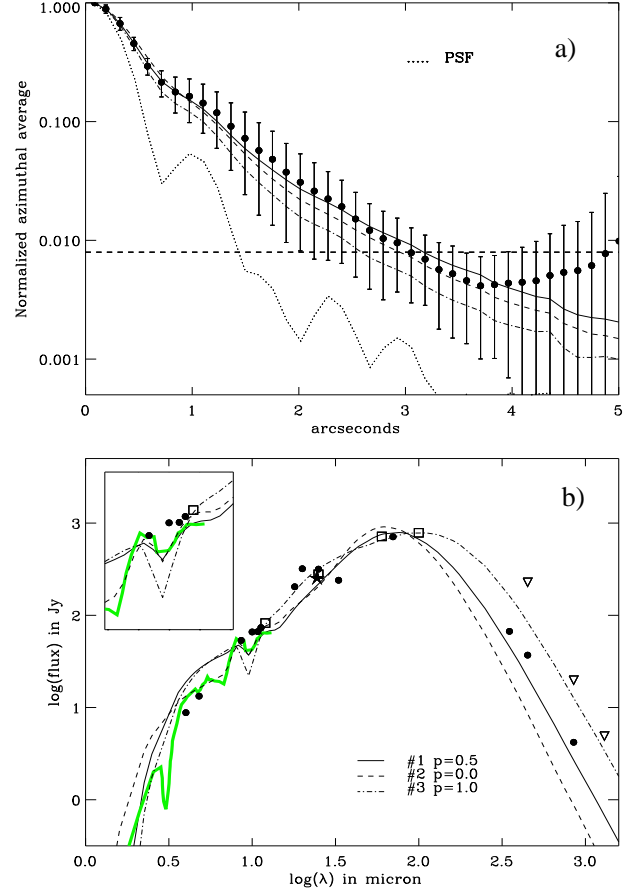 1.000
0.100
0.010
0.001
Normalized azimuthal average
a)
PSF
0 1 2 3 4 5
arcseconds
b)
3
2
1
0
log(flux) in Jy
#1 p=0.5
#2 p=0.0
#3 p=1.0
0.0 0.5 1.0 1.5 2.0 2.5 3.0
log(λ) in micron